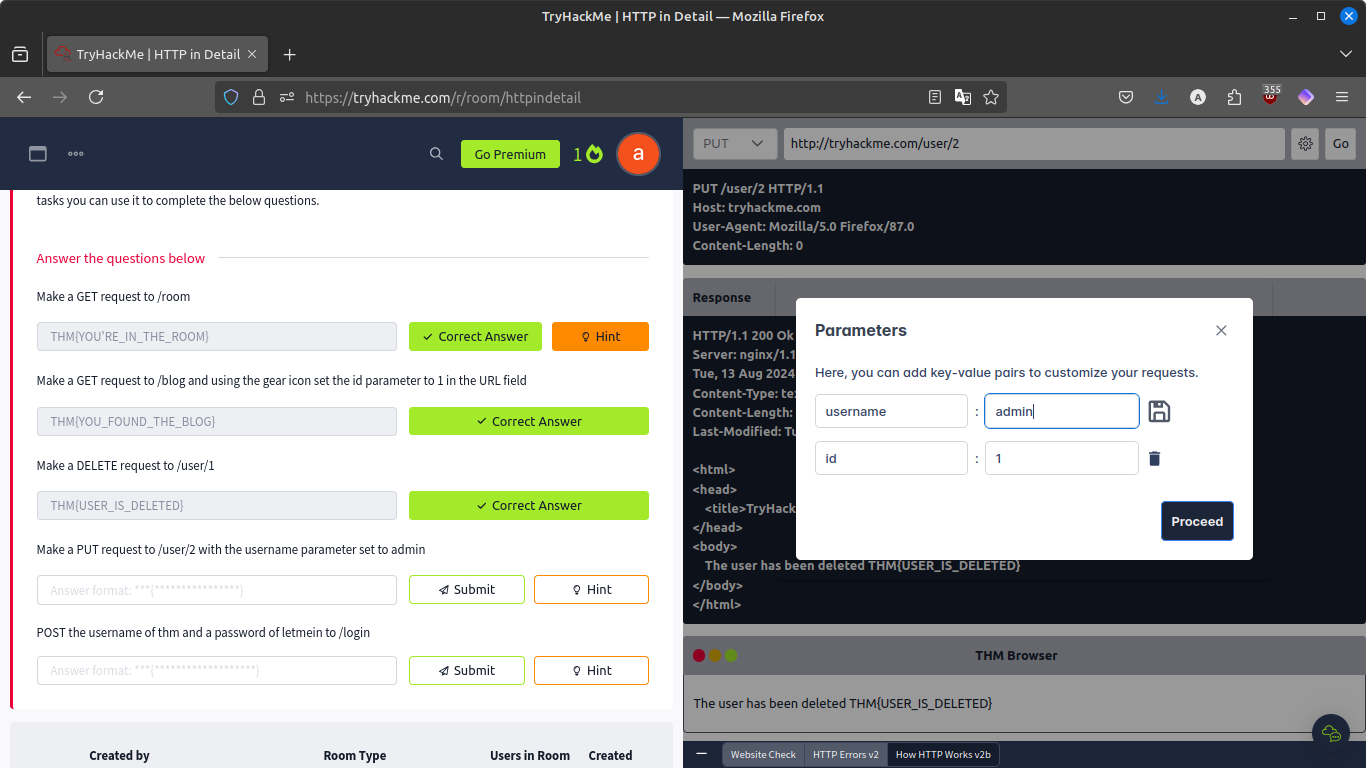 TryHackMe | HTTP in Detail — Mozilla Firefox
TryHackMe | HTTP in Detail
https://tryhackme.com/r/room/httpindetail
A
355
Go Premium
1
a
tasks you can use it to complete the below questions.
Answer the questions below
Make a GET request to /room
THM{YOU'RE_IN_THE_ROOM}
Correct Answer
Hint
Make a GET request to /blog and using the gear icon set the id parameter to 1 in the URL field
THM{YOU_FOUND_THE_BLOG}
Correct Answer
Make a DELETE request to /user/1
THM{USER_IS_DELETED}
Correct Answer
Make a PUT request to /user/2 with the username parameter set to admin
Answer format: ***{****************}
Submit
Hint
POST the username of thm and a password of letmein to /login
Answer format: ***{*******************}
Submit
Hint
Created by
Room Type
Users in Room
Created
PUT
http://tryhackme.com/user/2
Go
PUT /user/2 HTTP/1.1
Host: tryhackme.com
User-Agent: Mozilla/5.0 Firefox/87.0
Content-Length: 0
Response
HTTP/1.1 200 Ok
Server: nginx/1.1
Tue, 13 Aug 2024
Content-Type: te
Content-Length:
Last-Modified: Tu
<html>
<head>
<title>TryHack
</head>
<body>
The user has been deleted THM{USER_IS_DELETED}
</body>
</html>
Parameters
Here, you can add key-value pairs to customize your requests.
username : admin
id : 1
Proceed
THM Browser
The user has been deleted THM{USER_IS_DELETED}
Website Check
HTTP Errors v2
How HTTP Works v2b